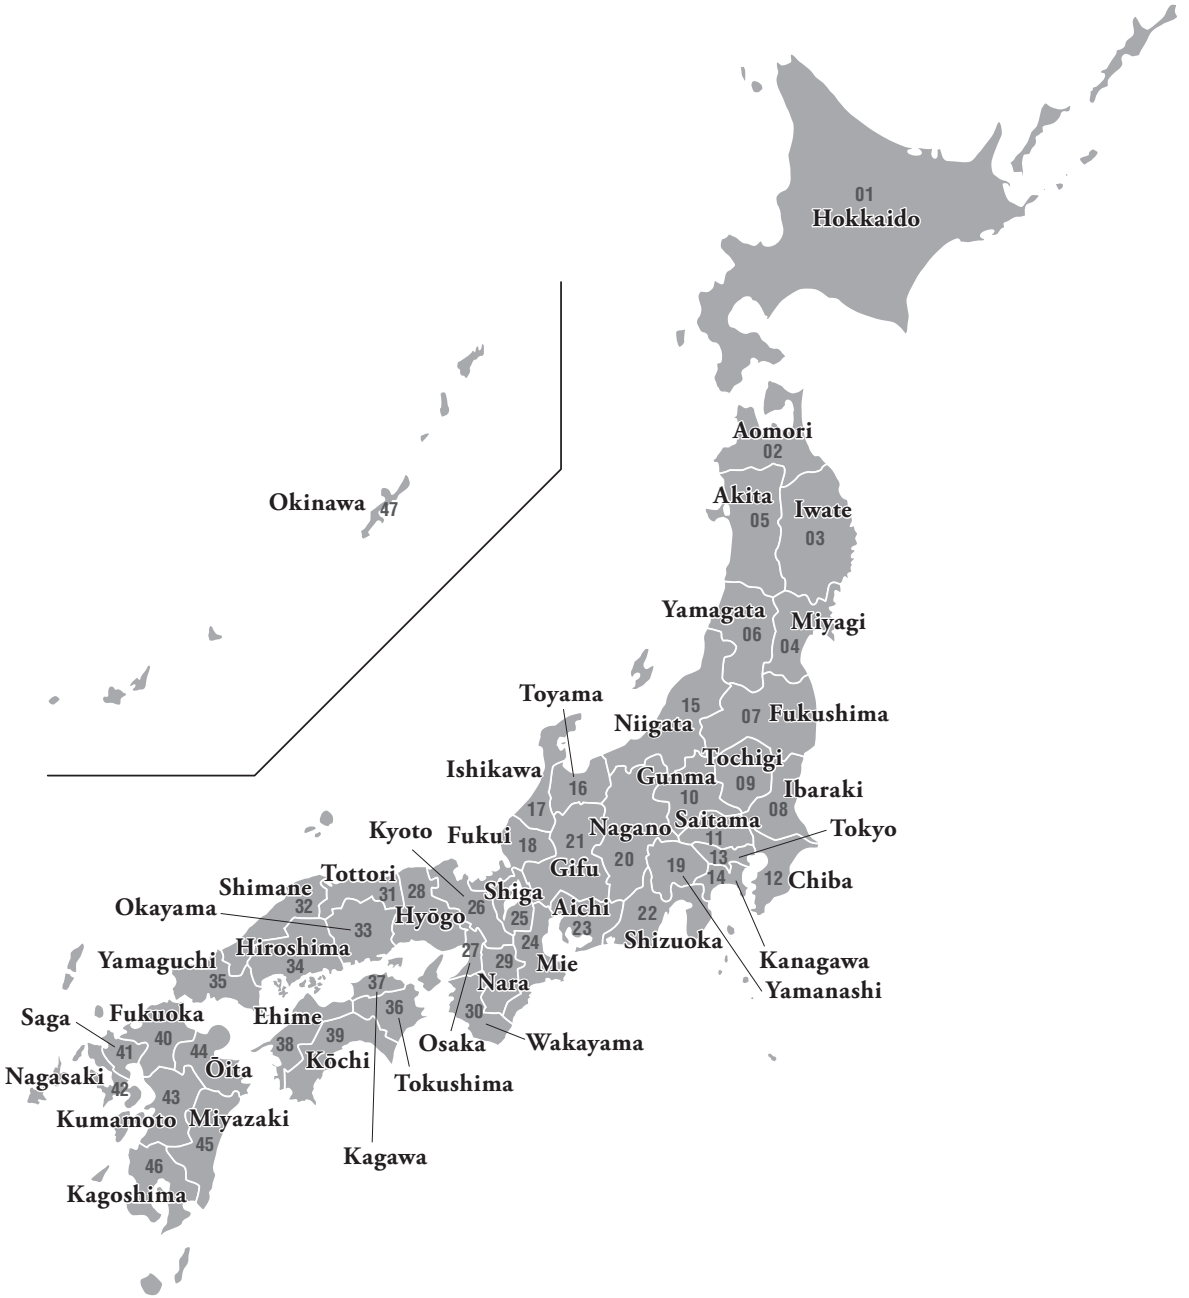 01
Hokkaido
Aomori
02
Akita
05
Iwate
03
Okinawa
47
Yamagata
06
Miyagi
04
Toyama
15
Niigata
07
Fukushima
Tochigi
09
Ishikawa
16
Gunma
10
Ibaraki
08
17
Saitama
11
Kyoto
Fukui
18
21
Nagano
20
Tokyo
13
Gifu
19
14
12
Chiba
Tottori
31
28
Shimane
32
Shiga
26
25
Okayama
33
Hyōgo
Aichi
23
22
Shizuoka
Hiroshima
34
27
24
Mie
29
Nara
Kanagawa
Yamanashi
Yamaguchi
35
37
36
30
Fukuoka
40
Saga
41
Ehime
38
39
Kōchi
Osaka
Wakayama
44
Ōita
Nagasaki
42
43
Tokushima
Kumamoto
Miyazaki
45
Kagawa
46
Kagoshima